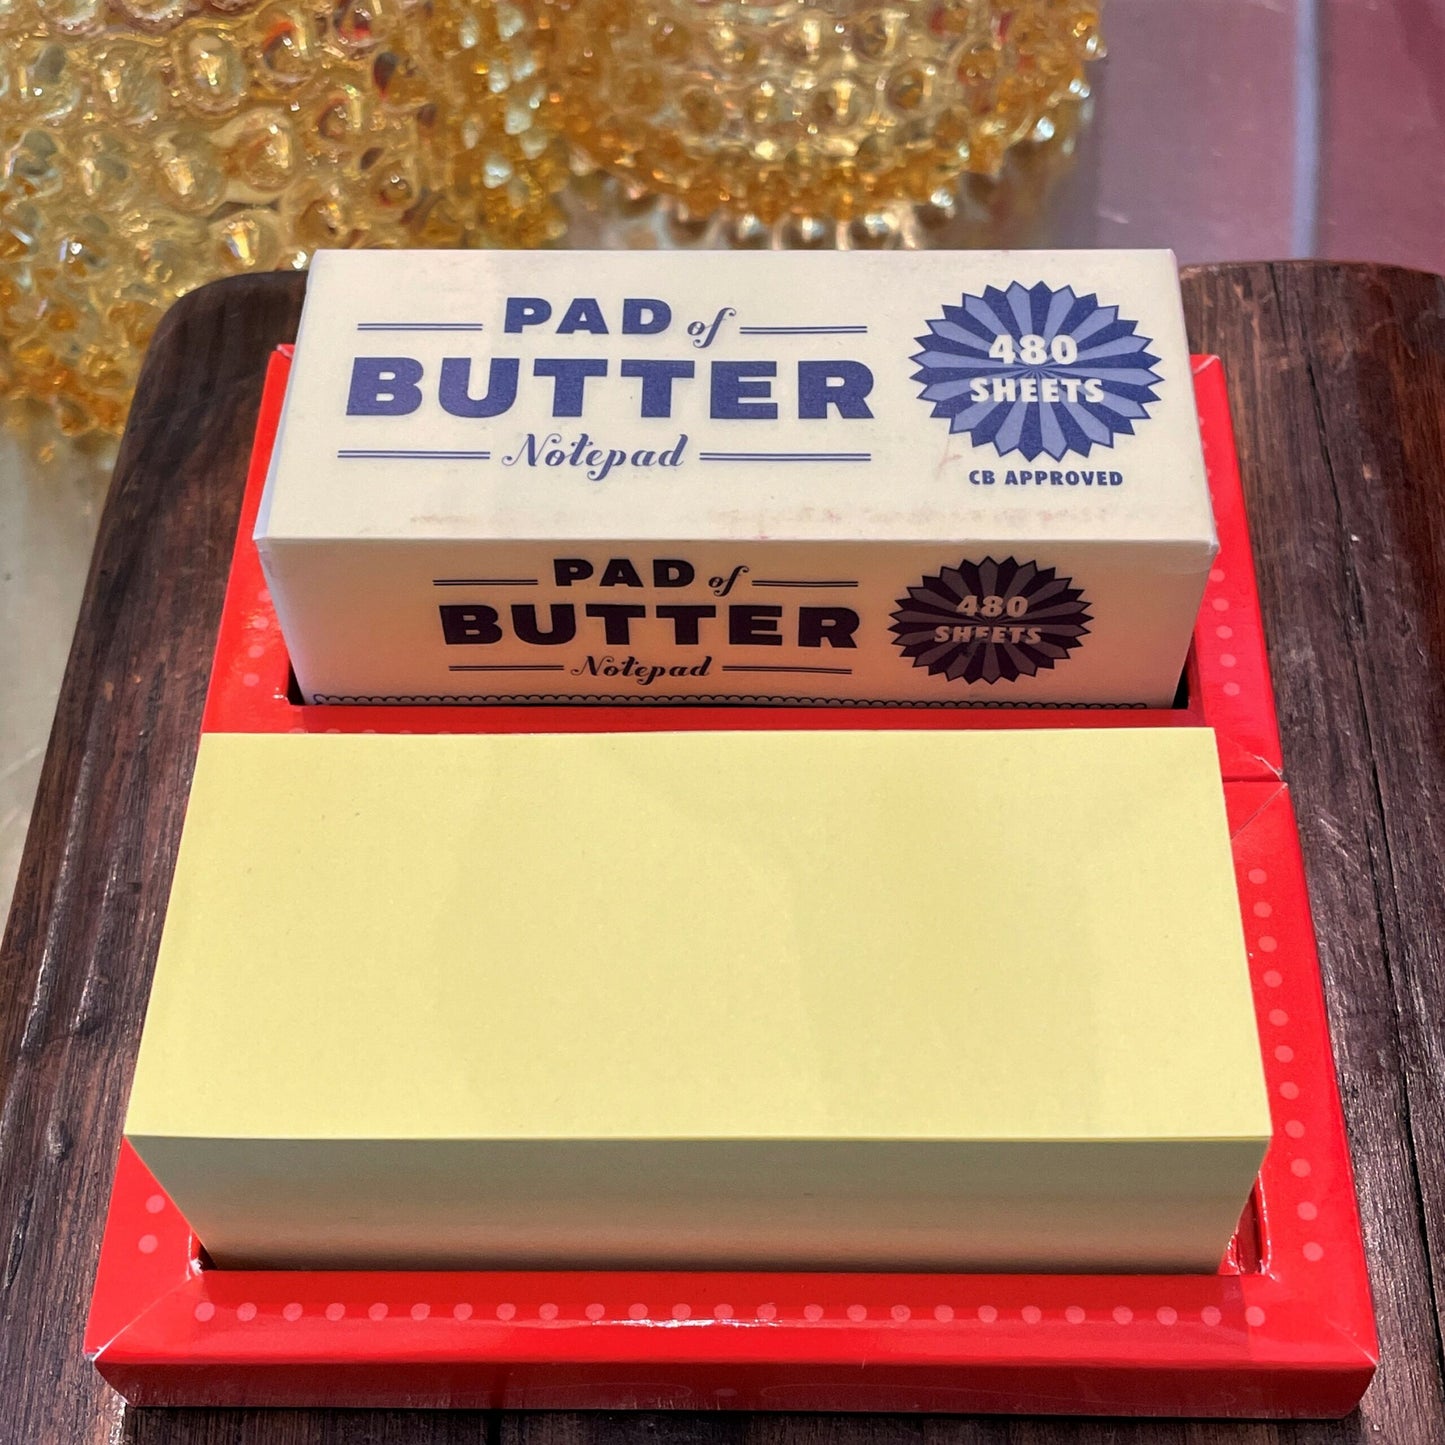 PAD of
BUTTER
Notepad
480
SHEETS
CB APPROVED
PAD of
BUTTER
Notepad
480
SHEETS